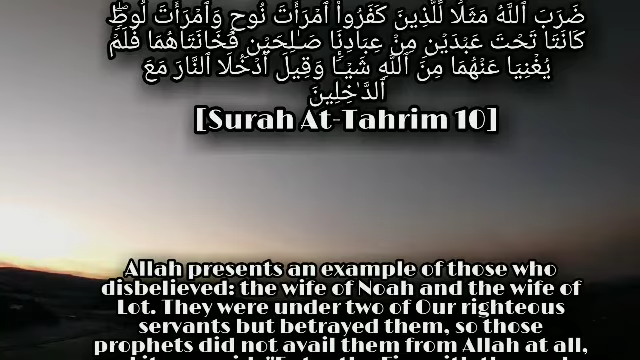 ضَرَبَ ٱللَّهُ مَثَلًا لِّلَّذِينَ كَفَرُوا۟ ٱمْرَأَتَ نُوحٍ وَٱمْرَأَتَ لُوطٍ ۖ
كَانَتَا تَحْتَ عَبْدَيْنِ مِنْ عِبَادِنَا صَـٰلِحَيْنِ فَخَانَتَاهُمَا فَلَمْ
يُغْنِيَا عَنْهُمَا مِنَ ٱللَّهِ شَيْـًٔا وَقِيلَ ٱدْخُلَا ٱلنَّارَ مَعَ
ٱلدَّٰخِلِينَ
[Surah At-Tahrim 10]
Allah presents an example of those who
disbelieved: the wife of Noah and the wife of
Lot. They were under two of Our righteous
servants but betrayed them, so those
prophets did not avail them from Allah at all,